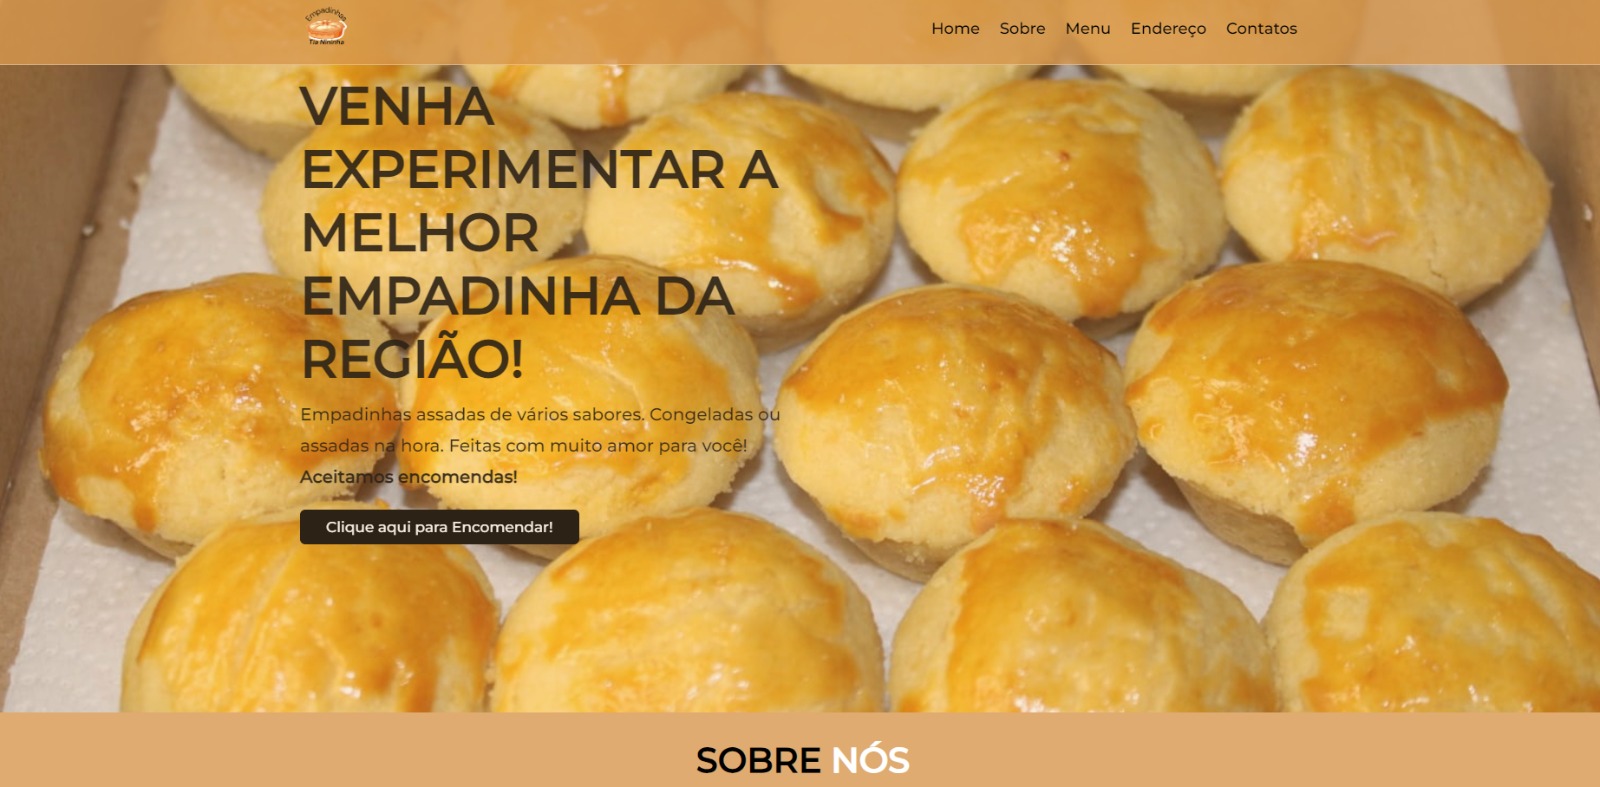 Empadinhas
Tia Nininha
Home Sobre Menu Endereço Contatos
VENHA
EXPERIMENTAR A
MELHOR
EMPADINHA DA
REGIÃO!
Empadinhas assadas de vários sabores. Congeladas ou
assadas na hora. Feitas com muito amor para você!
Aceitamos encomendas!
Clique aqui para Encomendar!
SOBRE NÓS